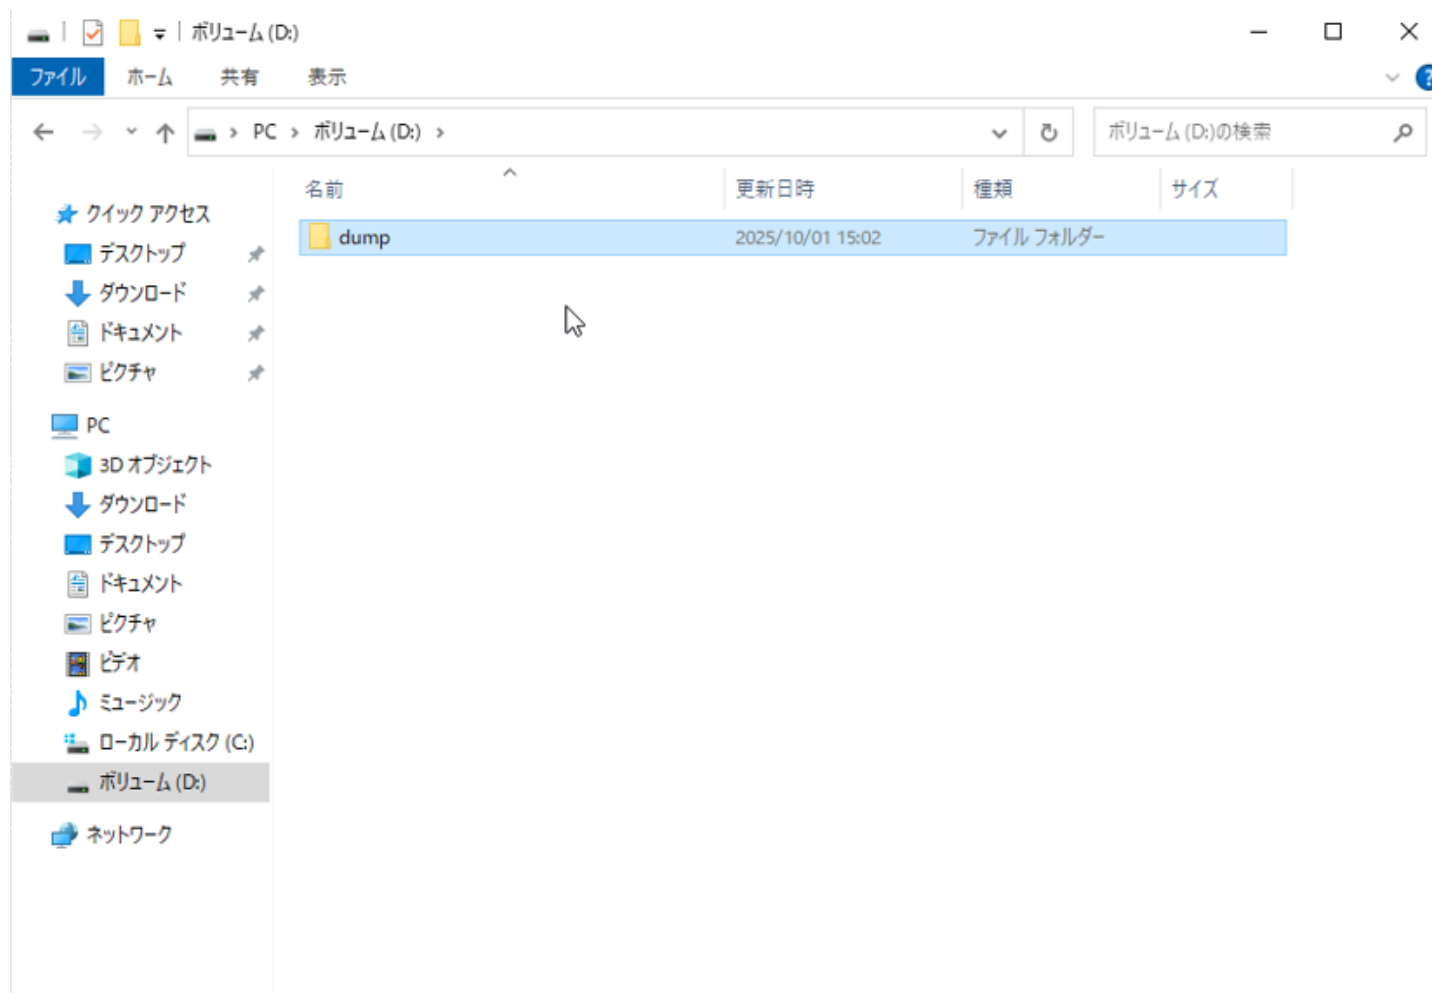 ボリューム (D:)
ファイル ホーム 共有 表示
PC › ボリューム (D:) ›
ボリューム (D:)の検索
クイック アクセス
デスクトップ
ダウンロード
ドキュメント
ピクチャ
PC
3D オブジェクト
ダウンロード
デスクトップ
ドキュメント
ピクチャ
ビデオ
ミュージック
ローカル ディスク (C:)
ボリューム (D:)
ネットワーク
名前 更新日時 種類 サイズ
dump 2025/10/01 15:02 ファイル フォルダー